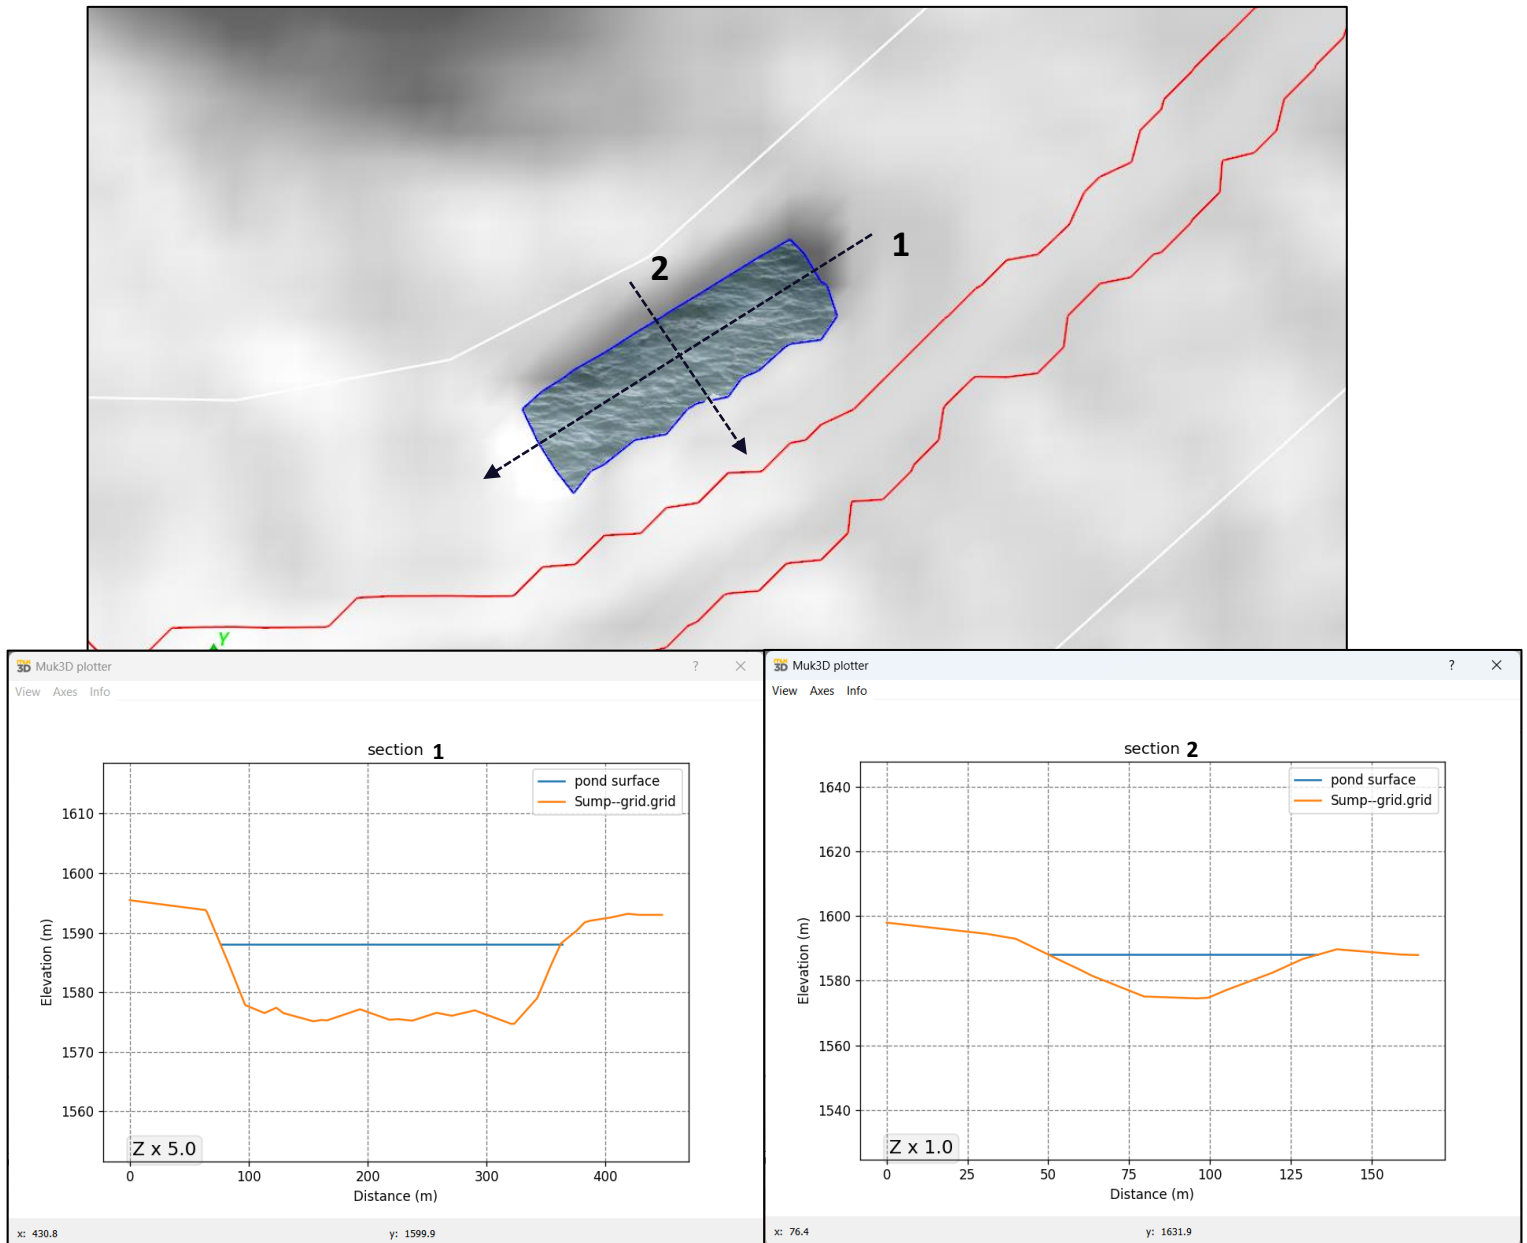 1
2
Y
3D Muk3D plotter ? ×
View Axes Info
section 1
pond surface
Sump--grid.grid
Elevation (m)
1610
1600
1590
1580
1570
1560
Z x 5.0
0 100 200 300 400
Distance (m)
x: 430.8 y: 1599.9
3D Muk3D plotter ? ×
View Axes Info
section 2
pond surface
Sump--grid.grid
Elevation (m)
1640
1620
1600
1580
1560
1540
Z x 1.0
0 25 50 75 100 125 150
Distance (m)
x: 76.4 y: 1631.9